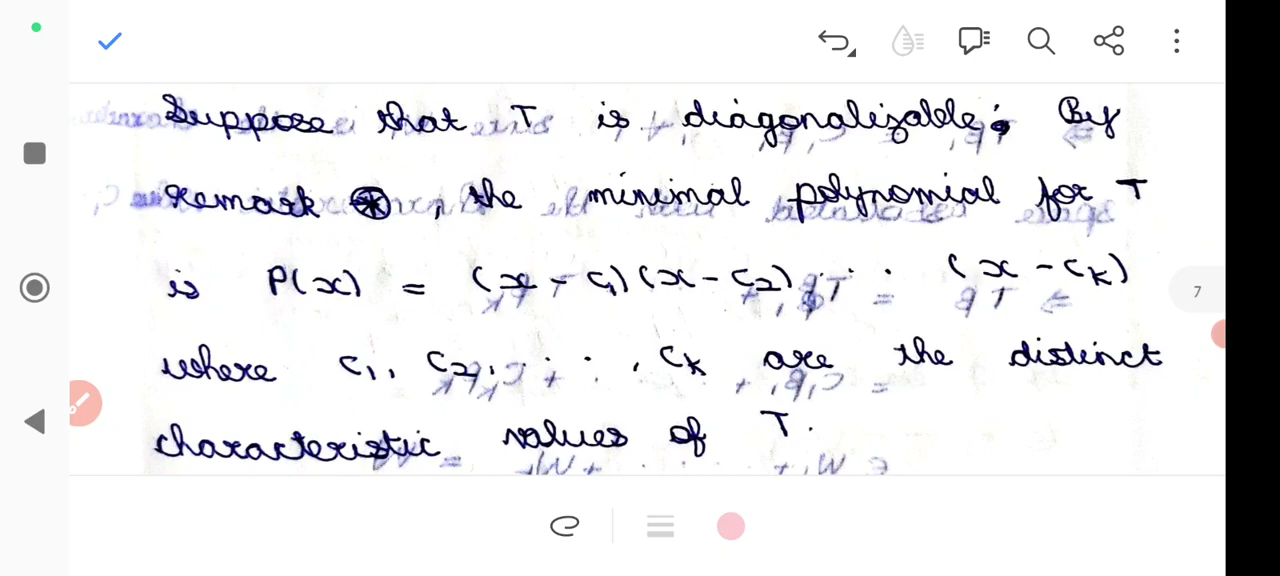 Suppose that T is diagonalizable. By
remark ⊛, the minimal polynomial for T
is P(x) = (x - c₁)(x - c₂) . . . (x - cₖ)
where c₁, c₂, . . . , cₖ are the distinct
characteristic values of T.
7